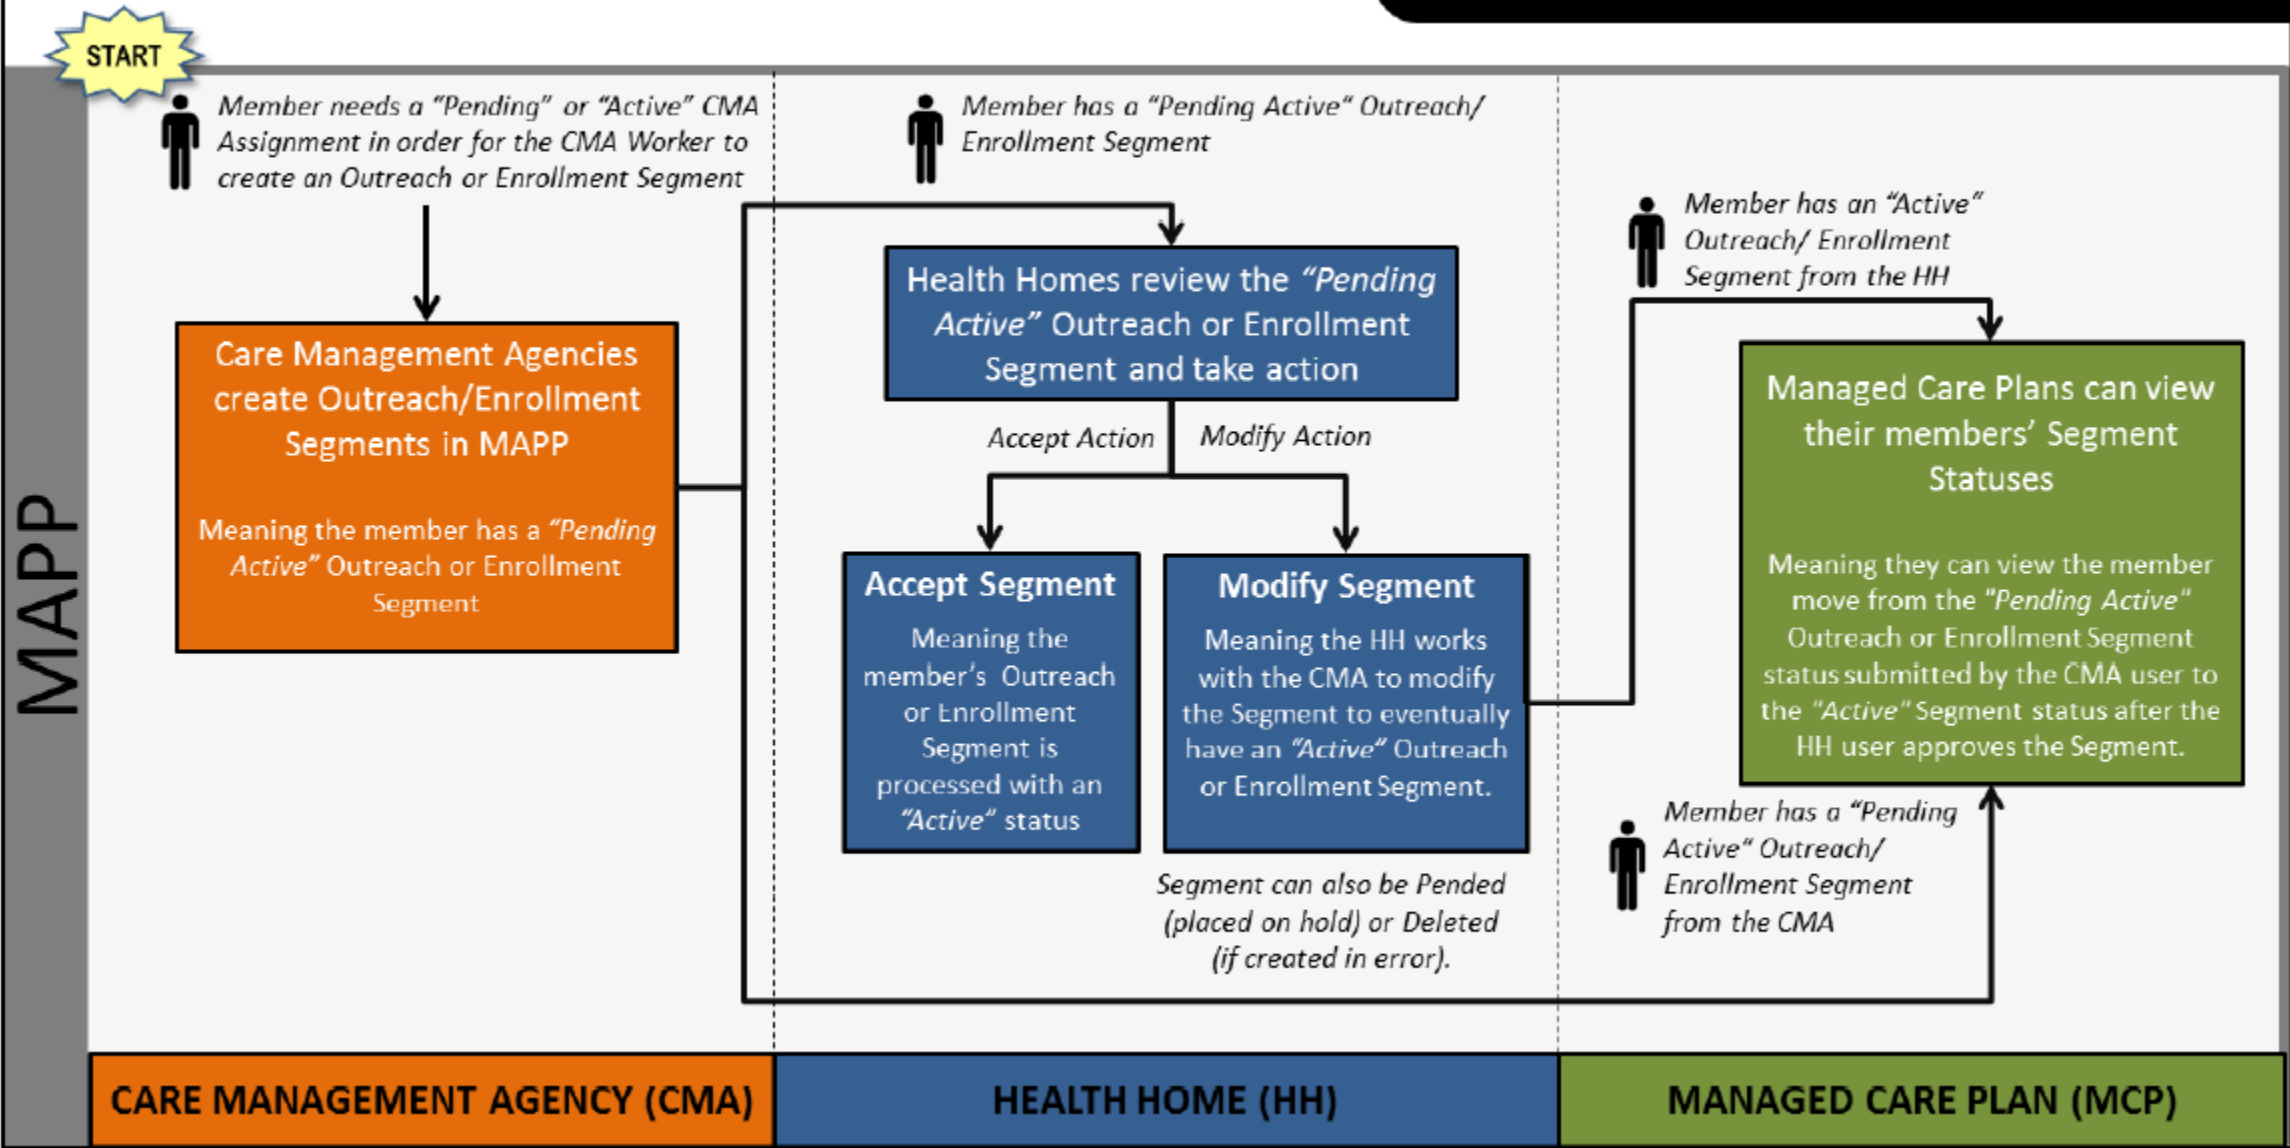 START
Member needs a “Pending” or “Active” CMA
Assignment in order for the CMA Worker to
create an Outreach or Enrollment Segment
Care Management Agencies
create Outreach/Enrollment
Segments in MAPP
Meaning the member has a “Pending
Active” Outreach or Enrollment
Segment
Member has a “Pending Active“ Outreach/
Enrollment Segment
Health Homes review the “Pending
Active” Outreach or Enrollment
Segment and take action
Accept Action
Modify Action
Accept Segment
Meaning the
member’s Outreach
or Enrollment
Segment is
processed with an
“Active” status
Modify Segment
Meaning the HH works
with the CMA to modify
the Segment to eventually
have an “Active” Outreach
or Enrollment Segment.
Segment can also be Pended
(placed on hold) or Deleted
(if created in error).
Member has an “Active”
Outreach/ Enrollment
Segment from the HH
Managed Care Plans can view
their members’ Segment
Statuses
Meaning they can view the member
move from the "Pending Active"
Outreach or Enrollment Segment
status submitted by the CMA user to
the "Active" Segment status after the
HH user approves the Segment.
Member has a “Pending
Active“ Outreach/
Enrollment Segment
from the CMA
MAPP
CARE MANAGEMENT AGENCY (CMA)
HEALTH HOME (HH)
MANAGED CARE PLAN (MCP)